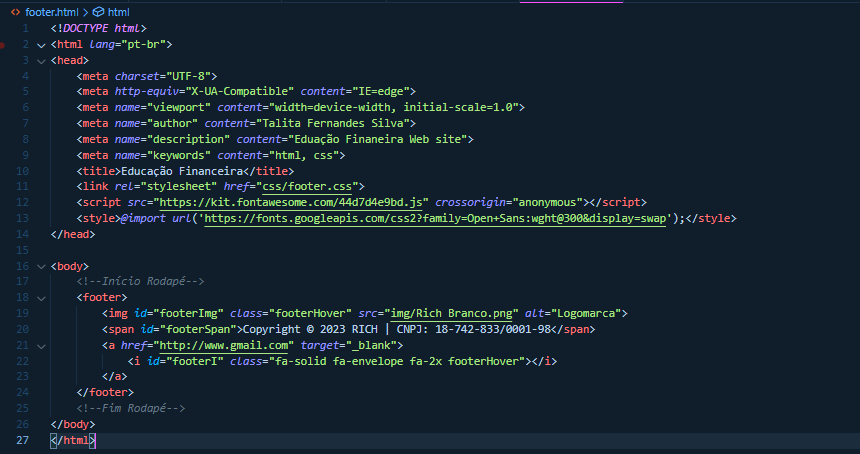 footer.html > html
1 <!DOCTYPE html>
2 <html lang="pt-br">
3 <head>
4 <meta charset="UTF-8">
5 <meta http-equiv="X-UA-Compatible" content="IE=edge">
6 <meta name="viewport" content="width=device-width, initial-scale=1.0">
7 <meta name="author" content="Talita Fernandes Silva">
8 <meta name="description" content="Eduação Finaneira Web site">
9 <meta name="keywords" content="html, css">
10 <title>Educação Financeira</title>
11 <link rel="stylesheet" href="css/footer.css">
12 <script src="https://kit.fontawesome.com/44d7d4e9bd.js" crossorigin="anonymous"></script>
13 <style>@import url('https://fonts.googleapis.com/css2?family=Open+Sans:wght@300&display=swap');</style>
14 </head>
15
16 <body>
17 <!--Início Rodapé-->
18 <footer>
19 <img id="footerImg" class="footerHover" src="img/Rich Branco.png" alt="Logomarca">
20 <span id="footerSpan">Copyright © 2023 RICH | CNPJ: 18-742-833/0001-98</span>
21 <a href="http://www.gmail.com" target="_blank">
22 <i id="footerI" class="fa-solid fa-envelope fa-2x footerHover"></i>
23 </a>
24 </footer>
25 <!--Fim Rodapé-->
26 </body>
27 </html>